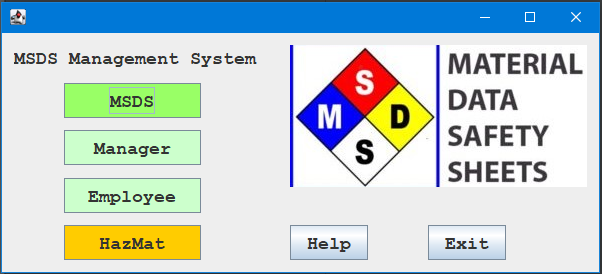 MSDS Management System
MSDS
Manager
Employee
HazMat
S
M
D
S
MATERIAL
DATA
SAFETY
SHEETS
Help
Exit